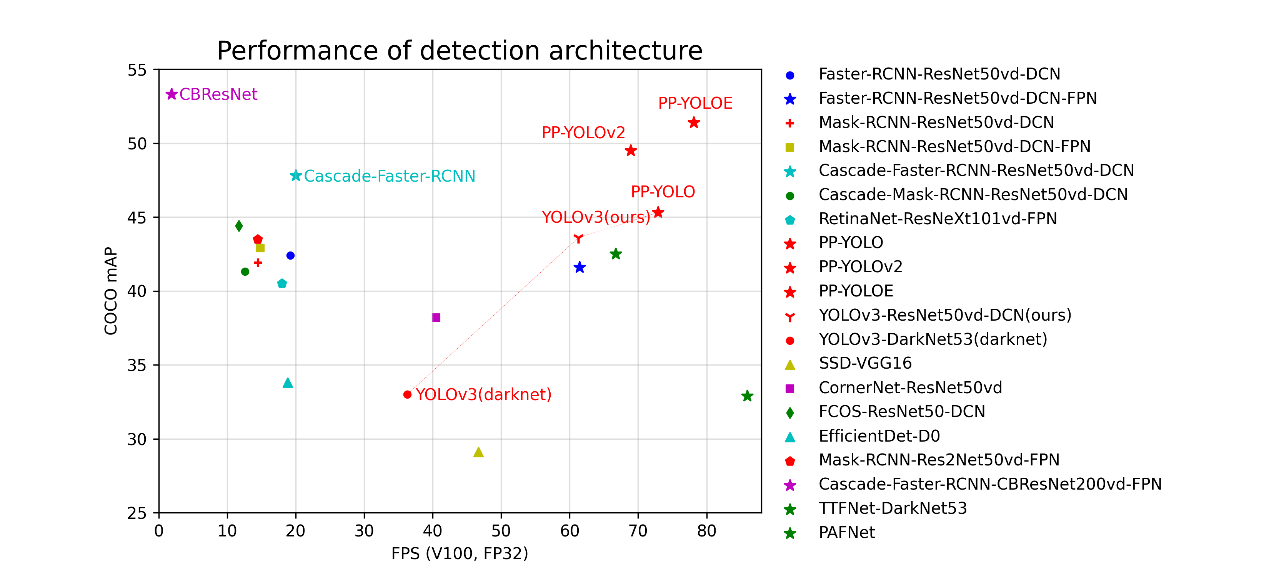 Performance of detection architecture
55
50
45
40
35
30
25
COCO mAP
0 10 20 30 40 50 60 70 80
FPS (V100, FP32)
CBResNet
PP-YOLOE
PP-YOLOv2
Cascade-Faster-RCNN
PP-YOLO
YOLOv3(ours)
YOLOv3(darknet)
Faster-RCNN-ResNet50vd-DCN
Faster-RCNN-ResNet50vd-DCN-FPN
Mask-RCNN-ResNet50vd-DCN
Mask-RCNN-ResNet50vd-DCN-FPN
Cascade-Faster-RCNN-ResNet50vd-DCN
Cascade-Mask-RCNN-ResNet50vd-DCN
RetinaNet-ResNeXt101vd-FPN
PP-YOLO
PP-YOLOv2
PP-YOLOE
YOLOv3-ResNet50vd-DCN(ours)
YOLOv3-DarkNet53(darknet)
SSD-VGG16
CornerNet-ResNet50vd
FCOS-ResNet50-DCN
EfficientDet-D0
Mask-RCNN-Res2Net50vd-FPN
Cascade-Faster-RCNN-CBResNet200vd-FPN
TTFNet-DarkNet53
PAFNet